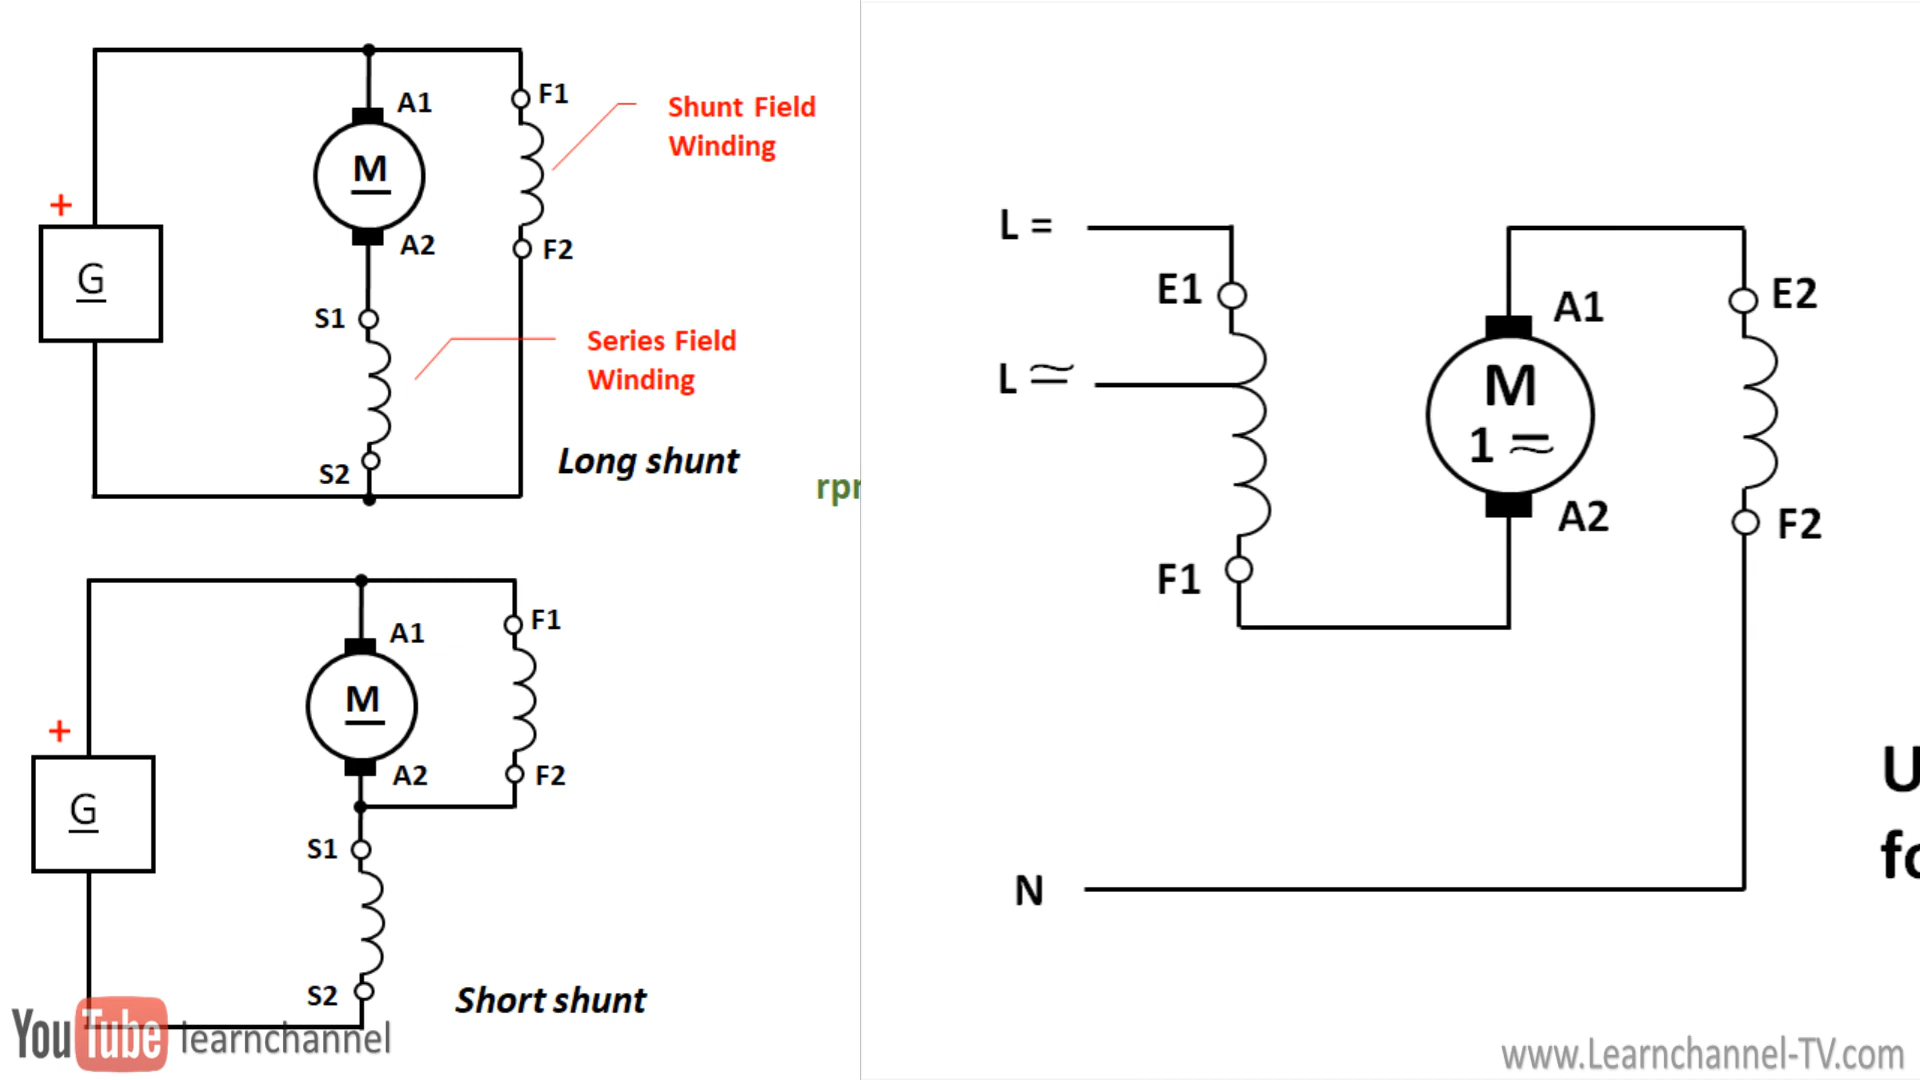 A1
F1
Shunt Field
Winding
M
+
A2
F2
G
S1
Series Field
Winding
Long shunt
S2
A1
F1
M
+
A2
F2
G
S1
S2
Short shunt
YouTube learnchannel
L =
E1
L ≃
F1
A1
M
1 ≂
A2
E2
F2
N
www.Learnchannel-TV.com